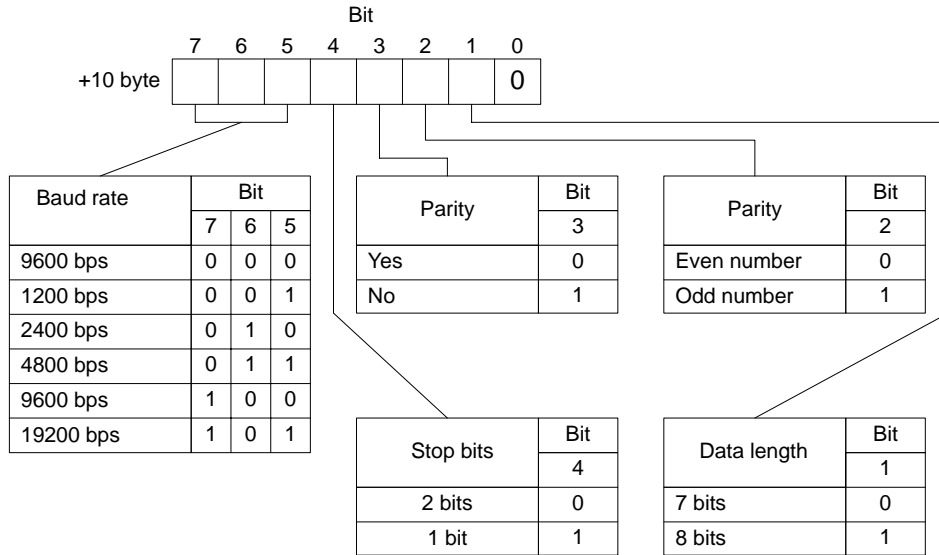 Bit
7 6 5 4 3 2 1 0
+10 byte 0
Baud rate Bit
7 6 5
9600 bps 0 0 0
1200 bps 0 0 1
2400 bps 0 1 0
4800 bps 0 1 1
9600 bps 1 0 0
19200 bps 1 0 1
Parity Bit
3
Yes 0
No 1
Parity Bit
2
Even number 0
Odd number 1
Stop bits Bit
4
2 bits 0
1 bit 1
Data length Bit
1
7 bits 0
8 bits 1